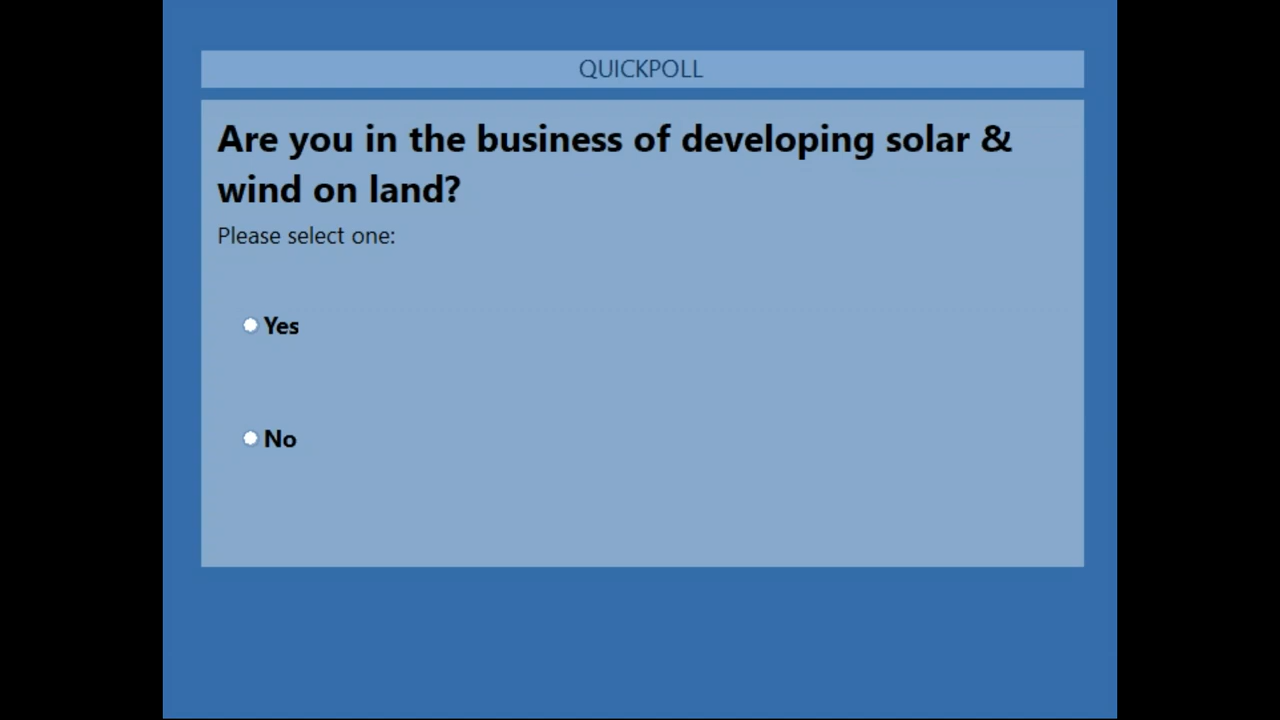 QUICKPOLL
Are you in the business of developing solar &
wind on land?
Please select one:
Yes
No